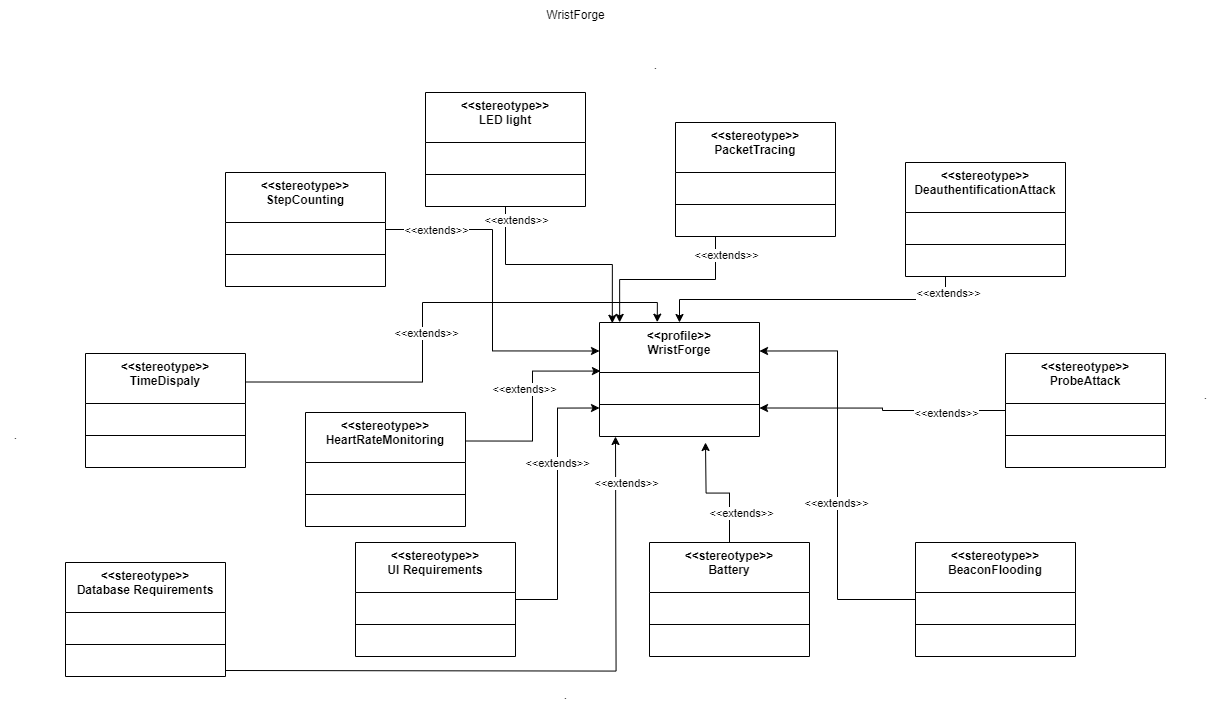 WristForge
<<stereotype>>
LED light
<<stereotype>>
PacketTracing
<<stereotype>>
DeauthentificationAttack
<<stereotype>>
StepCounting
<<extends>>
<<extends>>
<<extends>>
<<extends>>
<<extends>>
<<profile>>
WristForge
<<stereotype>>
TimeDispaly
<<stereotype>>
ProbeAttack
<<extends>>
<<extends>>
<<stereotype>>
HeartRateMonitoring
<<extends>>
<<extends>>
<<extends>>
<<extends>>
<<stereotype>>
UI Requirements
<<stereotype>>
Battery
<<stereotype>>
BeaconFlooding
<<stereotype>>
Database Requirements